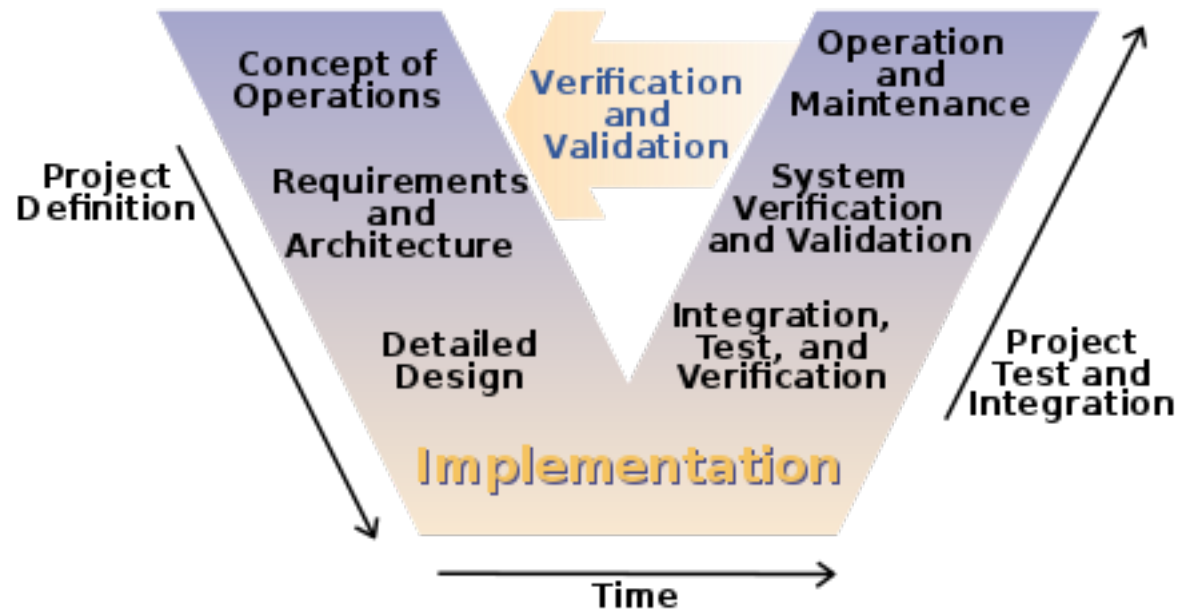 Concept of
Operations
Verification
and
Validation
Operation
and
Maintenance
Project
Definition
Requirements
and
Architecture
System
Verification
and Validation
Detailed
Design
Integration,
Test, and
Verification
Project
Test and
Integration
Implementation
Time